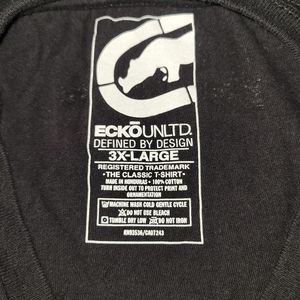 ECKŌUNLTD.
DEFINED BY DESIGN
3X-LARGE
REGISTERED TRADEMARK
•THE CLASSIC T-SHIRT•
MADE IN HONDURAS • 100% COTTON
TURN INSIDE OUT TO PROTECT PRINT AND
ORNAMENTATION
MACHINE WASH COLD GENTLE CYCLE
DO NOT USE BLEACH
TUMBLE DRY LOW DO NOT IRON
RN93536/CA07243